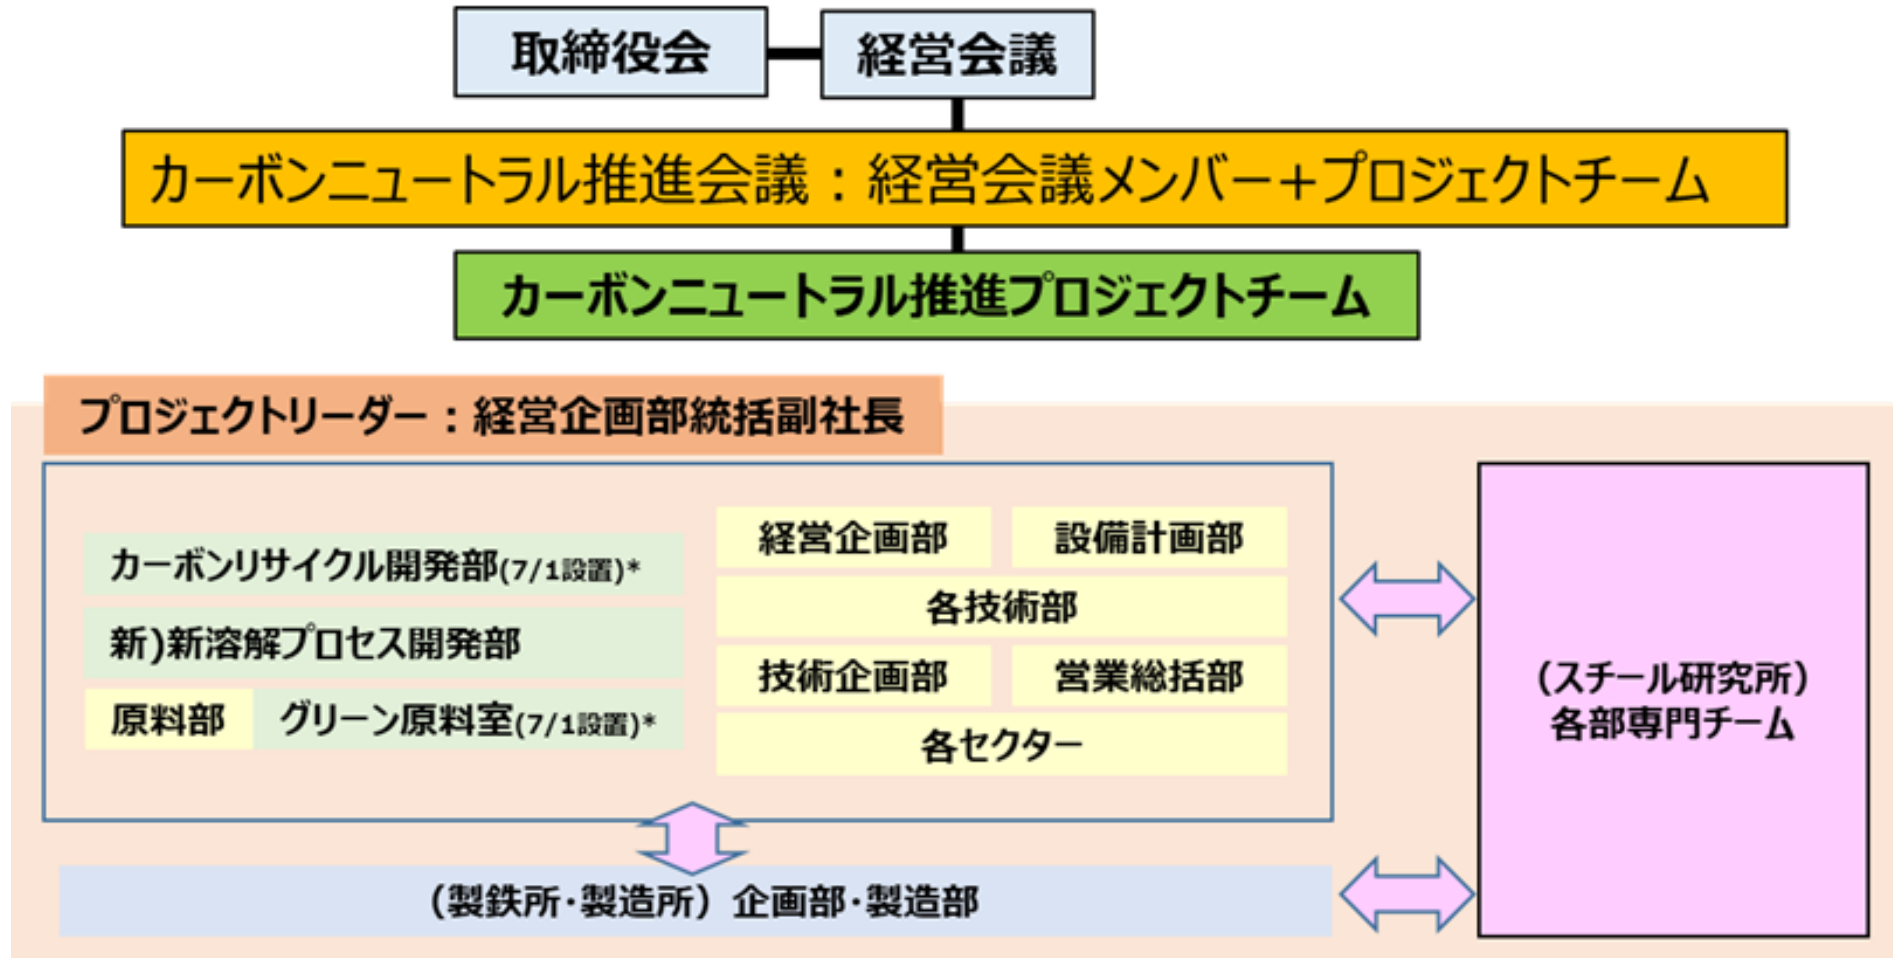 取締役会
経営会議
カーボンニュートラル推進会議：経営会議メンバー＋プロジェクトチーム
カーボンニュートラル推進プロジェクトチーム
プロジェクトリーダー：経営企画部統括副社長
カーボンリサイクル開発部(7/1設置)*
新)新溶解プロセス開発部
原料部
グリーン原料室(7/1設置)*
経営企画部
設備計画部
各技術部
技術企画部
営業総括部
各セクター
（スチール研究所）
各部専門チーム
（製鉄所・製造所）企画部・製造部